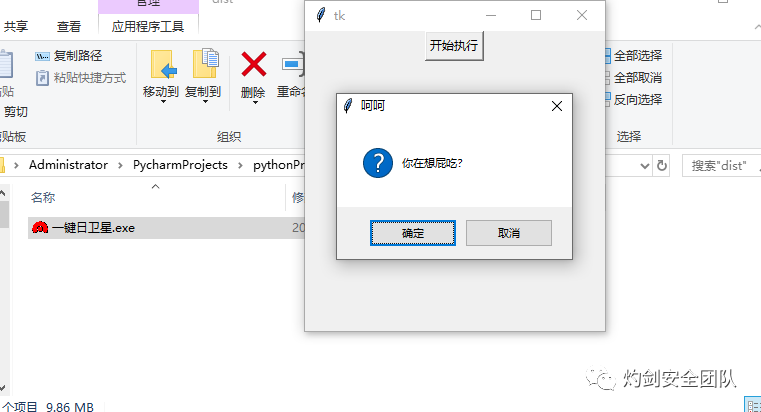 管理
dist
共享
查看
应用程序工具
复制路径
粘贴快捷方式
剪切
移动到
复制到
删除
重命名
组织
全部选择
全部取消
反向选择
选择
Administrator
PycharmProjects
pythonPr
搜索"dist"
名称
修
一键日卫星.exe
20
tk
开始执行
呵呵
你在想屁吃?
确定
取消
个项目 9.86 MB
灼剑安全团队